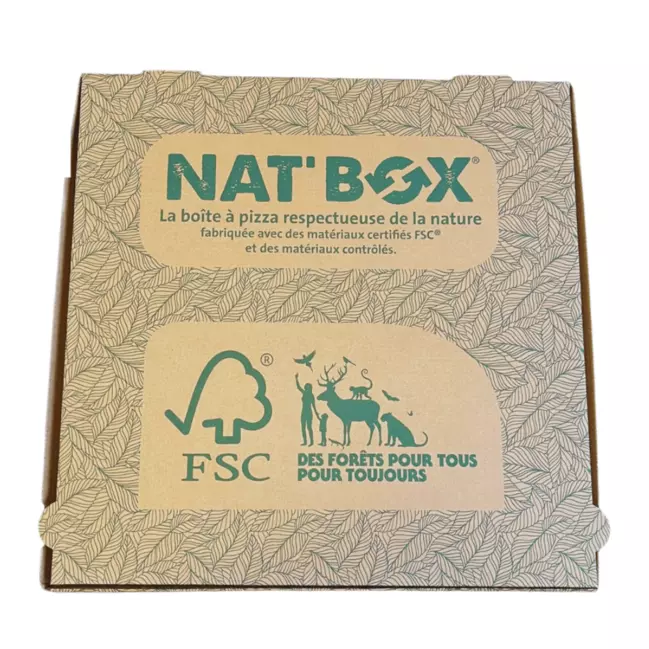 NAT'BOX®
La boîte à pizza respectueuse de la nature
fabriquée avec des matériaux certifiés FSC®
et des matériaux contrôlés.
®
FSC
DES FORÊTS POUR TOUS
POUR TOUJOURS